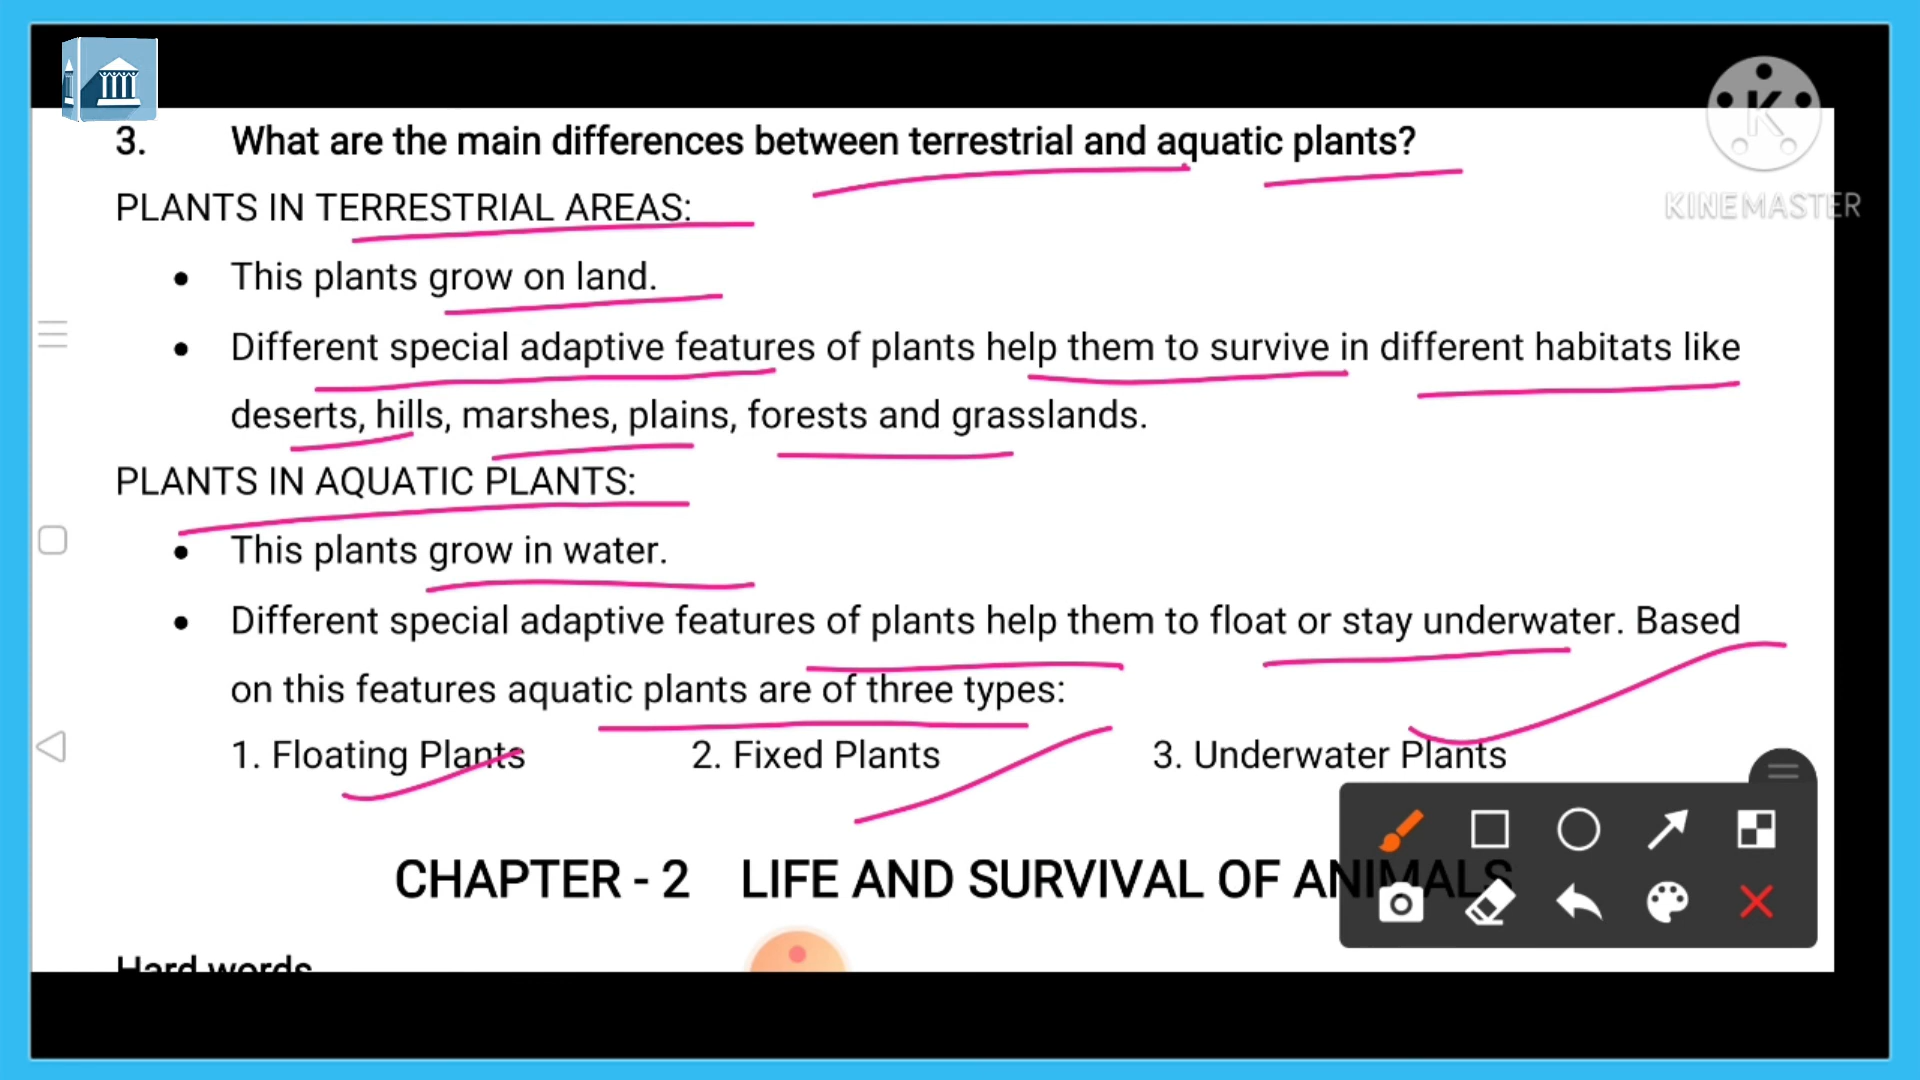 3. What are the main differences between terrestrial and aquatic plants?
KINEMASTER
PLANTS IN TERRESTRIAL AREAS:
• This plants grow on land.
• Different special adaptive features of plants help them to survive in different habitats like
deserts, hills, marshes, plains, forests and grasslands.
PLANTS IN AQUATIC PLANTS:
• This plants grow in water.
• Different special adaptive features of plants help them to float or stay underwater. Based
on this features aquatic plants are of three types:
1. Floating Plants 2. Fixed Plants 3. Underwater Plants
CHAPTER - 2 LIFE AND SURVIVAL OF ANIMALS
Hard words